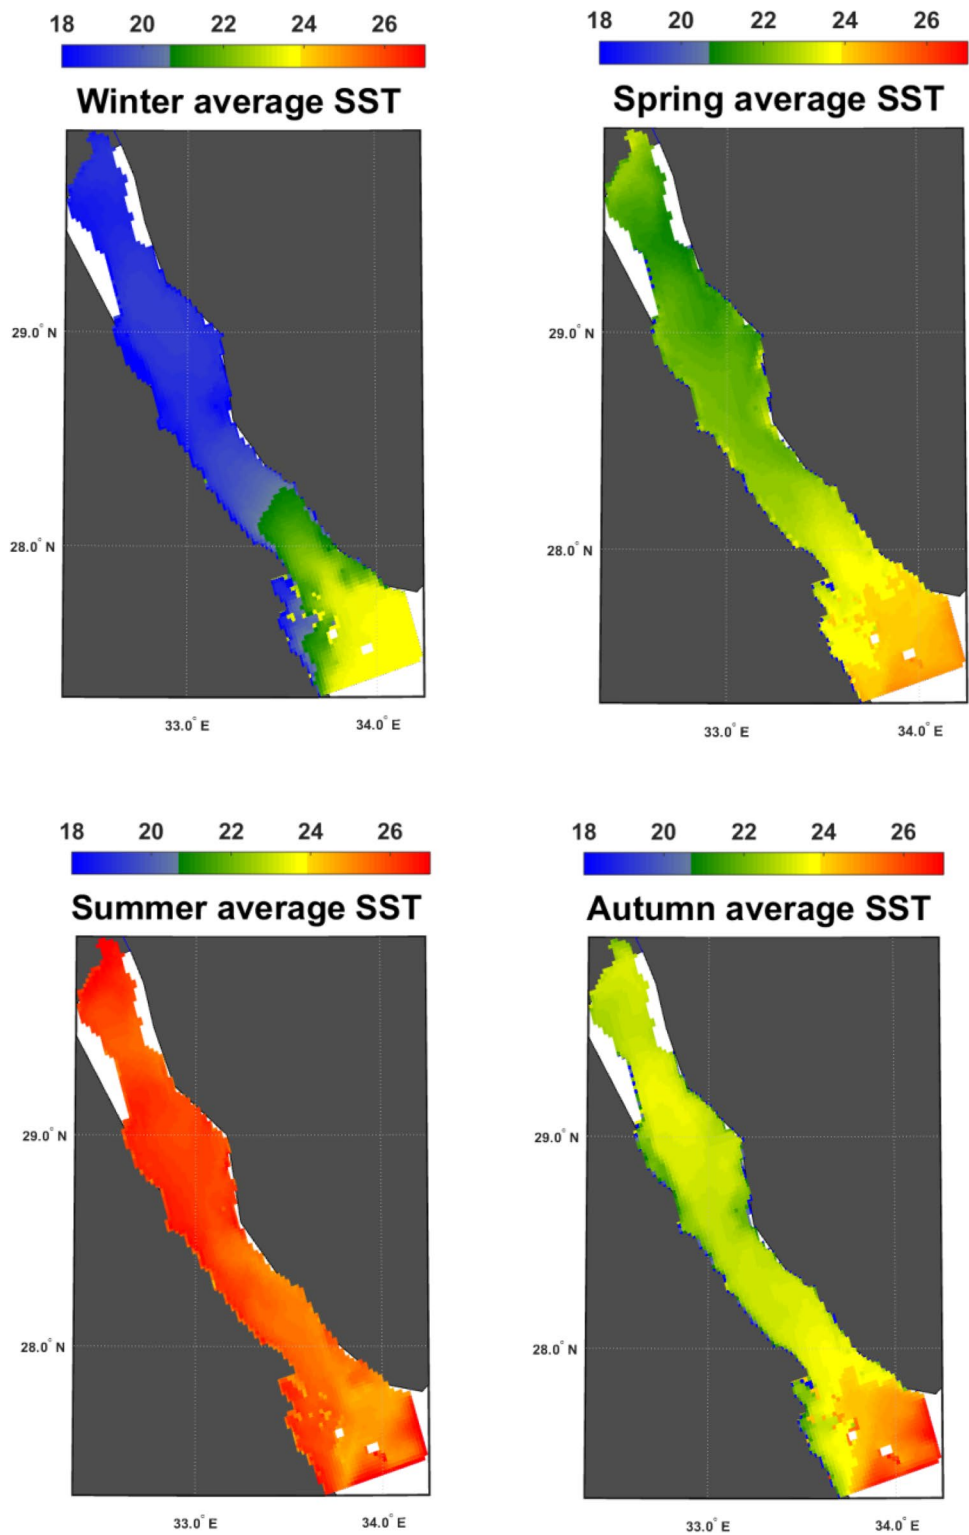 18 20 22 24 26
18 20 22 24 26
Winter average SST
Spring average SST
29.0° N
29.0° N
28.0° N
28.0° N
33.0° E 34.0° E
33.0° E 34.0° E
18 20 22 24 26
18 20 22 24 26
Summer average SST
Autumn average SST
29.0° N
29.0° N
28.0° N
28.0° N
33.0° E 34.0° E
33.0° E 34.0° E